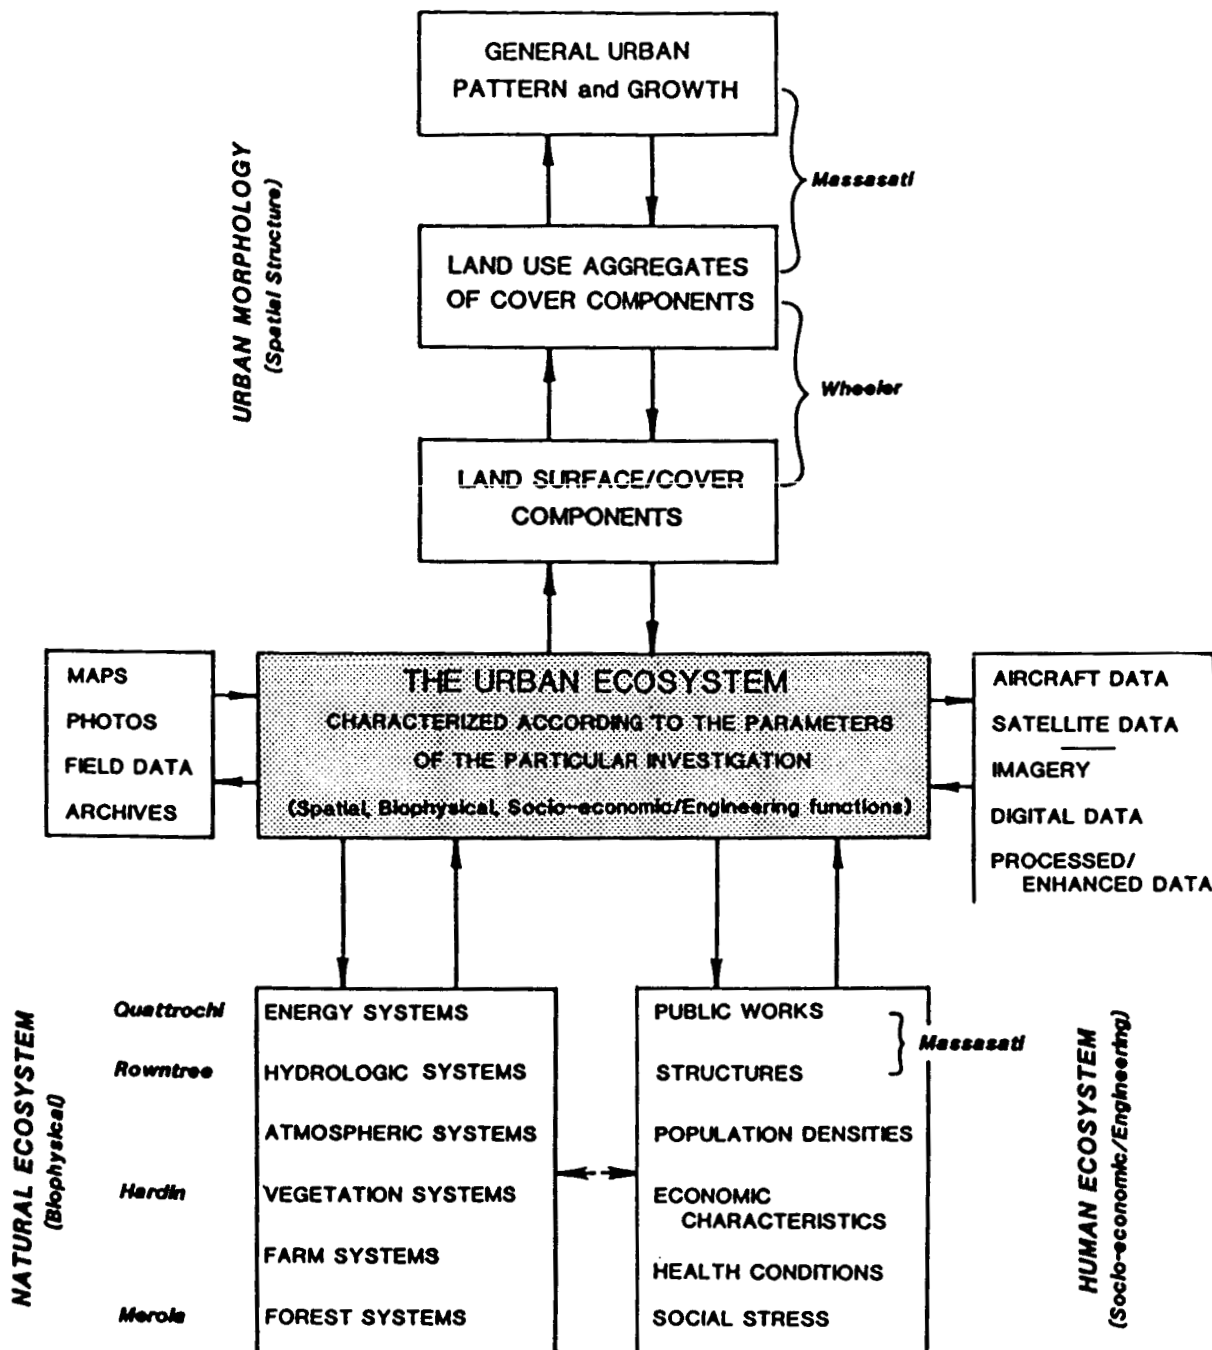 GENERAL URBAN
PATTERN and GROWTH
Massasati
URBAN MORPHOLOGY
(Spatial Structure)
LAND USE AGGREGATES
OF COVER COMPONENTS
Wheeler
LAND SURFACE/COVER
COMPONENTS
MAPS
PHOTOS
FIELD DATA
ARCHIVES
THE URBAN ECOSYSTEM
CHARACTERIZED ACCORDING TO THE PARAMETERS
OF THE PARTICULAR INVESTIGATION
(Spatial, Biophysical, Socio-economic/Engineering functions)
AIRCRAFT DATA
SATELLITE DATA
IMAGERY
DIGITAL DATA
PROCESSED/
ENHANCED DATA
NATURAL ECOSYSTEM
(Biophysical)
Quattrochi
Rowntree
Hardin
Merola
ENERGY SYSTEMS
HYDROLOGIC SYSTEMS
ATMOSPHERIC SYSTEMS
VEGETATION SYSTEMS
FARM SYSTEMS
FOREST SYSTEMS
PUBLIC WORKS
STRUCTURES
POPULATION DENSITIES
ECONOMIC
CHARACTERISTICS
HEALTH CONDITIONS
SOCIAL STRESS
Massasati
HUMAN ECOSYSTEM
(Socio-economic/Engineering)